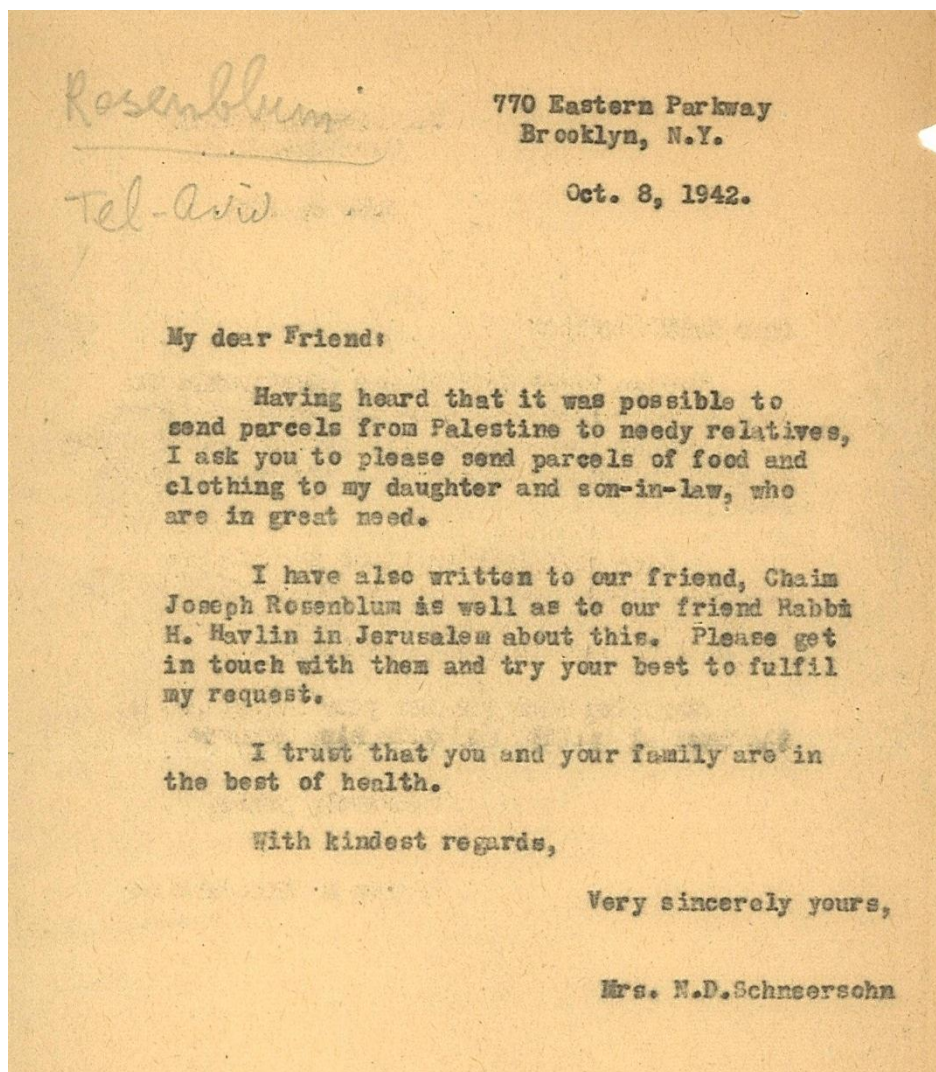 Rosenblum
Tel-Aviv
770 Eastern Parkway
Brooklyn, N.Y.
Oct. 8, 1942.
My dear Friend:
Having heard that it was possible to
send parcels from Palestine to needy relatives,
I ask you to please send parcels of food and
clothing to my daughter and son-in-law, who
are in great need.
I have also written to our friend, Chaim
Joseph Rosenblum as well as to our friend Rabbi
H. Havlin in Jerusalem about this. Please get
in touch with them and try your best to fulfil
my request.
I trust that you and your family are in
the best of health.
With kindest regards,
Very sincerely yours,
Mrs. N.D.Schneersohn